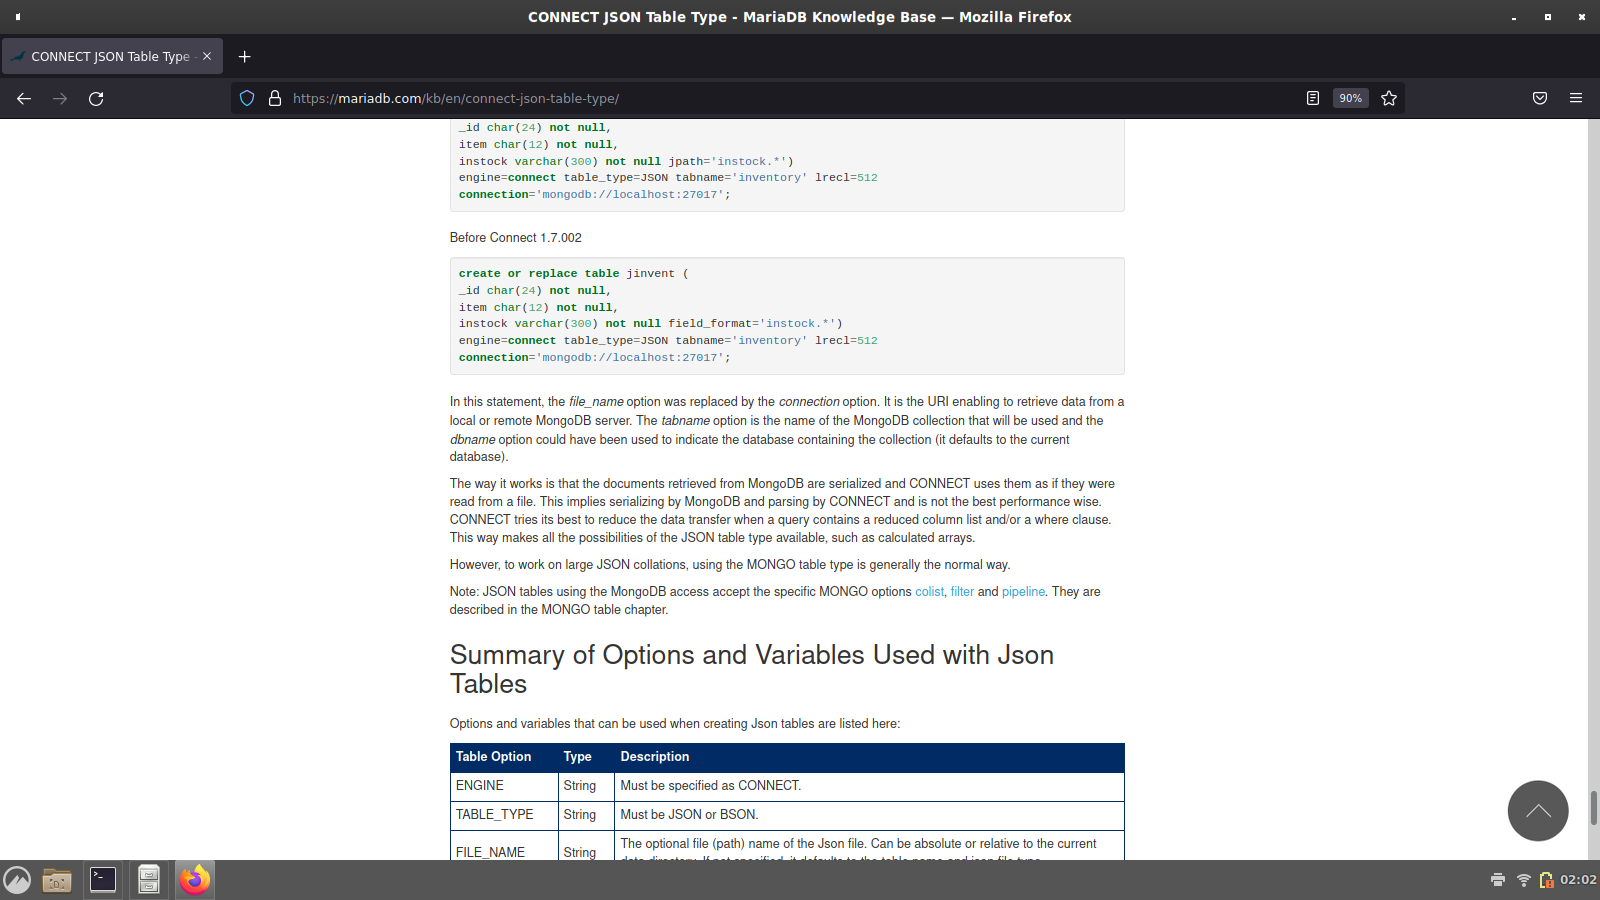 CONNECT JSON Table Type - MariaDB Knowledge Base — Mozilla Firefox
CONNECT JSON Table Type -
https://mariadb.com/kb/en/connect-json-table-type/
90%
_id char(24) not null,
item char(12) not null,
instock varchar(300) not null jpath='instock.*')
engine=connect table_type=JSON tabname='inventory' lrecl=512
connection='mongodb://localhost:27017';
Before Connect 1.7.002
create or replace table jinvent (
_id char(24) not null,
item char(12) not null,
instock varchar(300) not null field_format='instock.*')
engine=connect table_type=JSON tabname='inventory' lrecl=512
connection='mongodb://localhost:27017';
In this statement, the file_name option was replaced by the connection option. It is the URI enabling to retrieve data from a
local or remote MongoDB server. The tabname option is the name of the MongoDB collection that will be used and the
dbname option could have been used to indicate the database containing the collection (it defaults to the current
database).
The way it works is that the documents retrieved from MongoDB are serialized and CONNECT uses them as if they were
read from a file. This implies serializing by MongoDB and parsing by CONNECT and is not the best performance wise.
CONNECT tries its best to reduce the data transfer when a query contains a reduced column list and/or a where clause.
This way makes all the possibilities of the JSON table type available, such as calculated arrays.
However, to work on large JSON collations, using the MONGO table type is generally the normal way.
Note: JSON tables using the MongoDB access accept the specific MONGO options colist, filter and pipeline. They are
described in the MONGO table chapter.
Summary of Options and Variables Used with Json
Tables
Options and variables that can be used when creating Json tables are listed here:
Table Option Type Description
ENGINE String Must be specified as CONNECT.
TABLE_TYPE String Must be JSON or BSON.
FILE_NAME String The optional file (path) name of the Json file. Can be absolute or relative to the current
data directory. If not specified, it defaults to the table name and json file type.
02:02